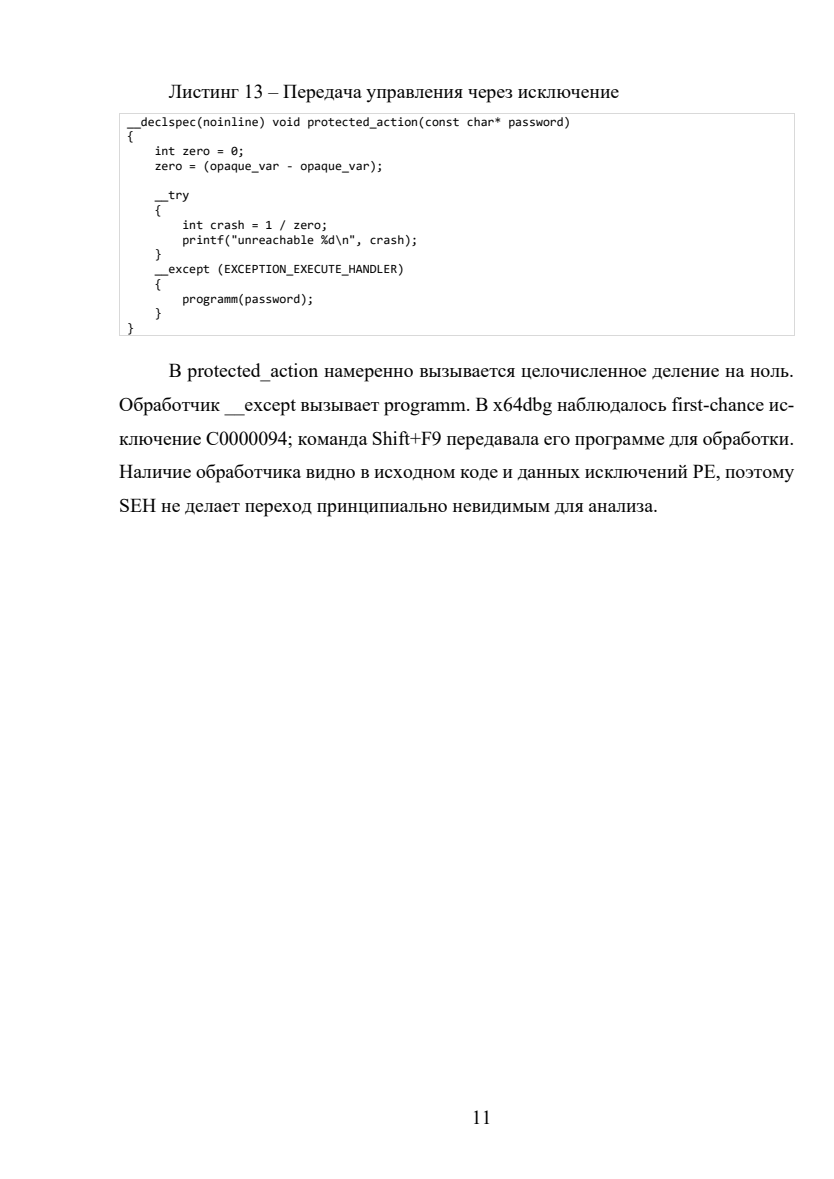 Листинг 13 – Передача управления через исключение
__declspec(noinline) void protected_action(const char* password)
{
    int zero = 0;
    zero = (opaque_var - opaque_var);
    __try
    {
        int crash = 1 / zero;
        printf("unreachable %d\n", crash);
    }
    __except (EXCEPTION_EXECUTE_HANDLER)
    {
        programm(password);
    }
}
В protected_action намеренно вызывается целочисленное деление на ноль.
Обработчик __except вызывает programm. В x64dbg наблюдалось first-chance ис-
ключение C0000094; команда Shift+F9 передавала его программе для обработки.
Наличие обработчика видно в исходном коде и данных исключений PE, поэтому
SEH не делает переход принципиально невидимым для анализа.
11